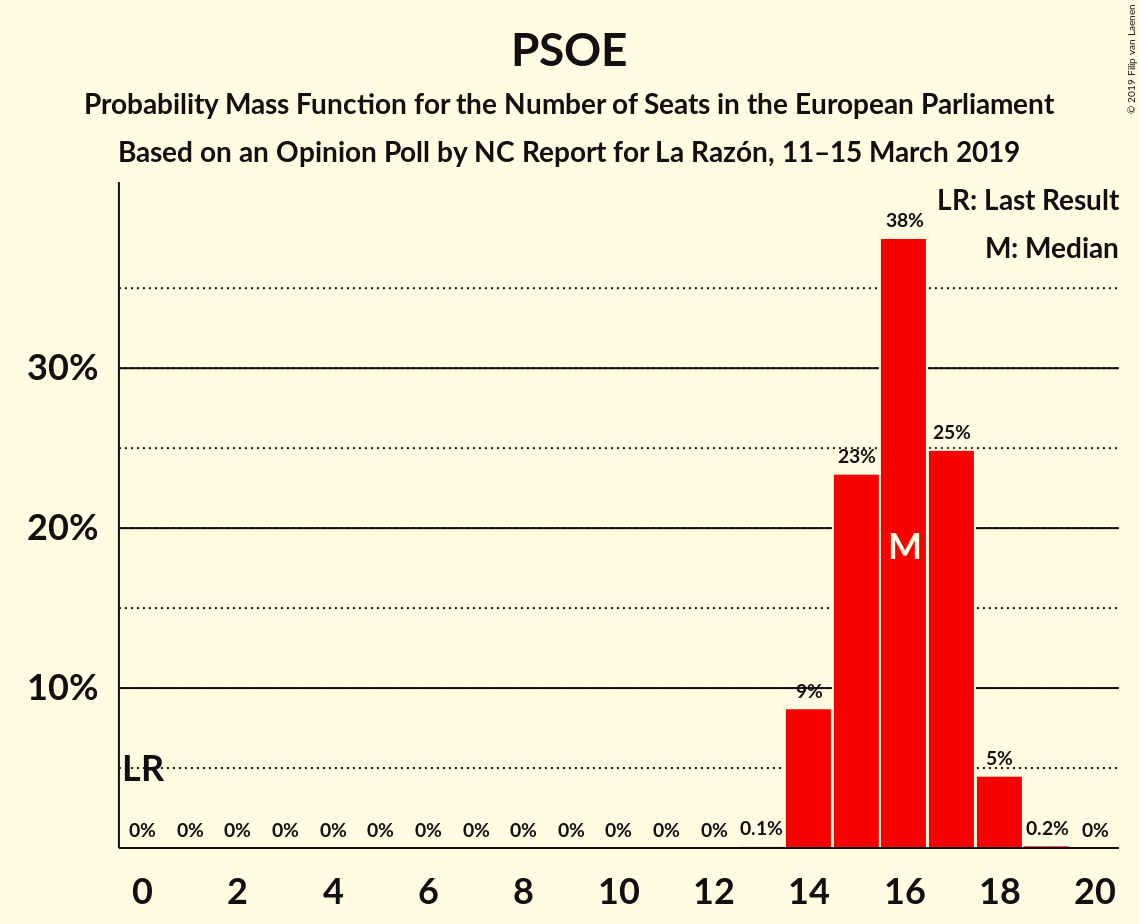 PSOE
Probability Mass Function for the Number of Seats in the European Parliament
Based on an Opinion Poll by NC Report for La Razón, 11–15 March 2019
© 2019 Filip van Laenen
LR: Last Result
M: Median
38%
30%
25%
23%
20%
M
10%
9%
5%
LR
0% 0% 0% 0% 0% 0% 0% 0% 0% 0% 0% 0% 0% 0.1% 0.2% 0%
0 2 4 6 8 10 12 14 16 18 20